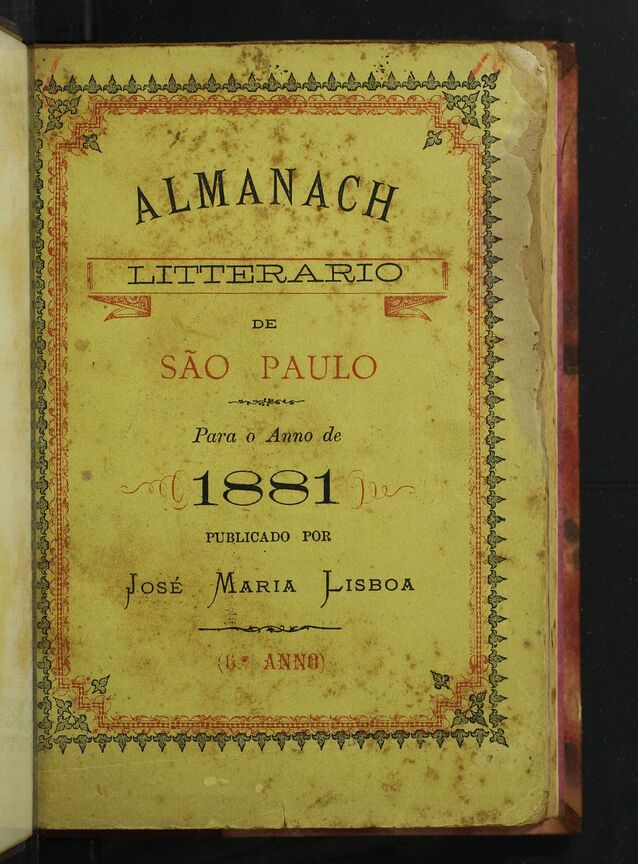 ALMANACH
LITTERARIO
DE
SÃO PAULO
Para o Anno de
1881
PUBLICADO POR
JOSÉ MARIA LISBOA
(6.º ANNO)